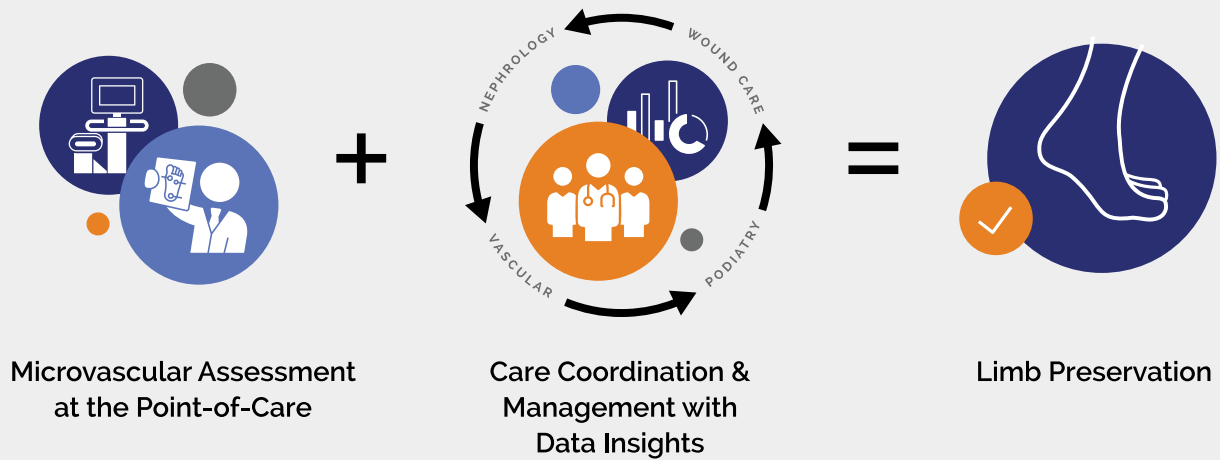 NEPHROLOGY
WOUND CARE
VASCULAR
PODIATRY
+
=
Microvascular Assessment
at the Point-of-Care
Care Coordination &
Management with
Data Insights
Limb Preservation